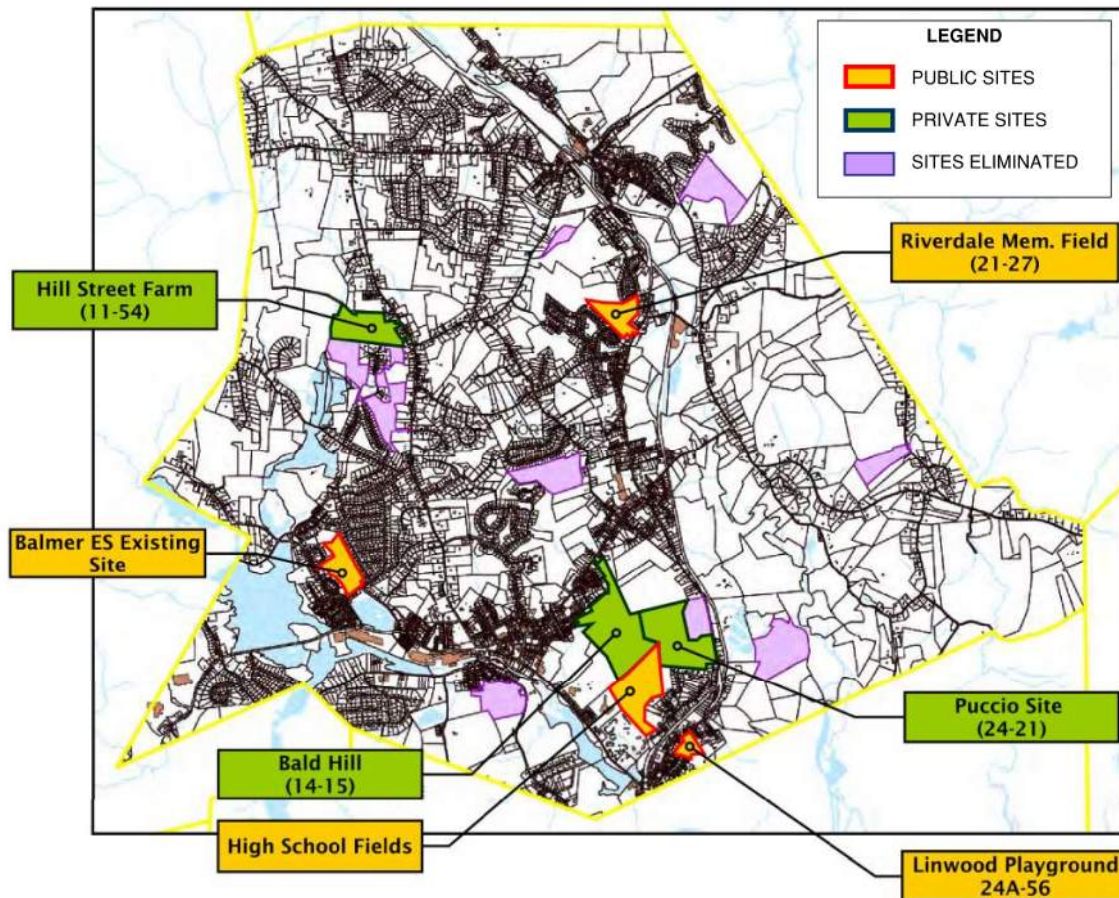 LEGEND
PUBLIC SITES
PRIVATE SITES
SITES ELIMINATED
Riverdale Mem. Field
(21-27)
Hill Street Farm
(11-54)
Balmer ES Existing
Site
Puccio Site
(24-21)
Bald Hill
(14-15)
High School Fields
Linwood Playground
24A-56